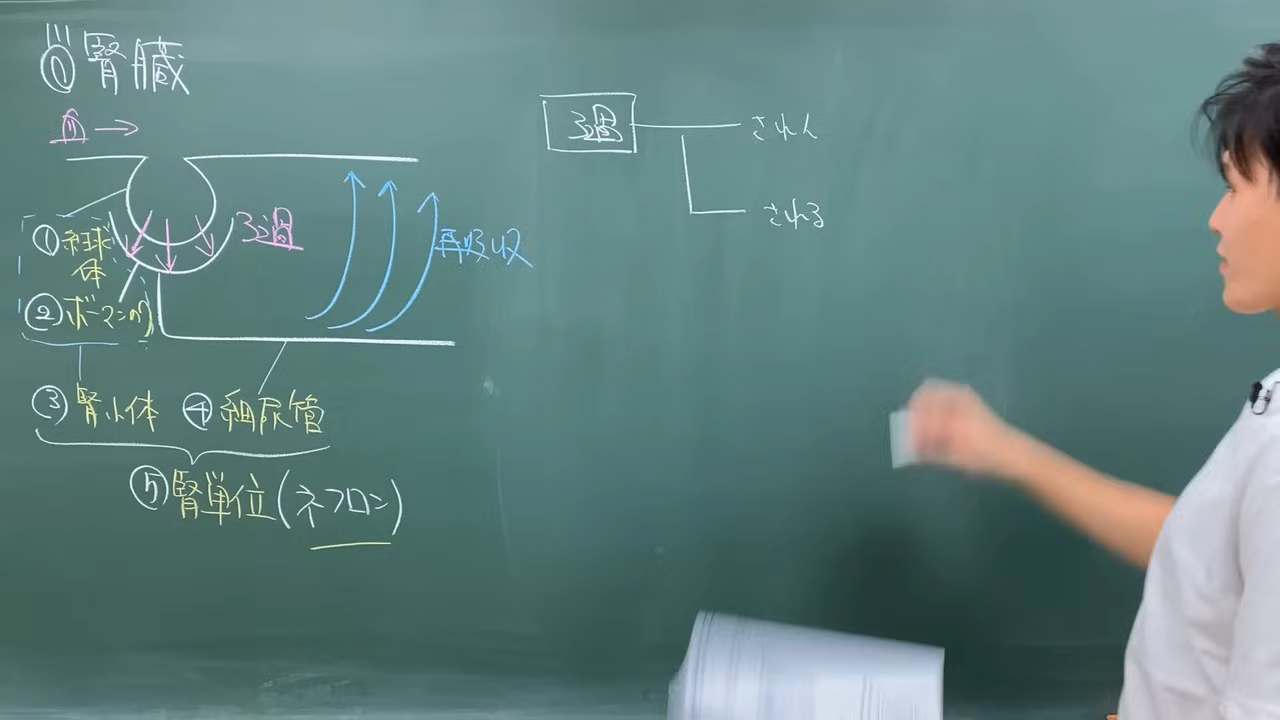 ① 腎臓
血 →
① 糸球体
② ボーマンのう
ろ過
再吸収
③ 腎小体
④ 細尿管
⑤ 腎単位(ネフロン)
ろ過
されん
される